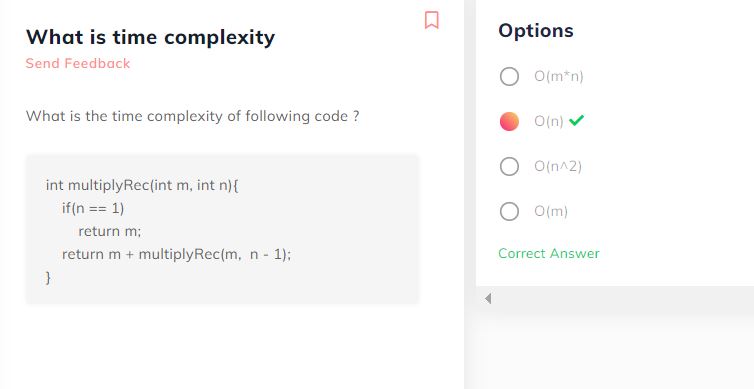 What is time complexity
Send Feedback
What is the time complexity of following code ?
int multiplyRec(int m, int n){
if(n == 1)
return m;
return m + multiplyRec(m,  n - 1);
}
Options
O(m*n)
O(n)
O(n^2)
O(m)
Correct Answer